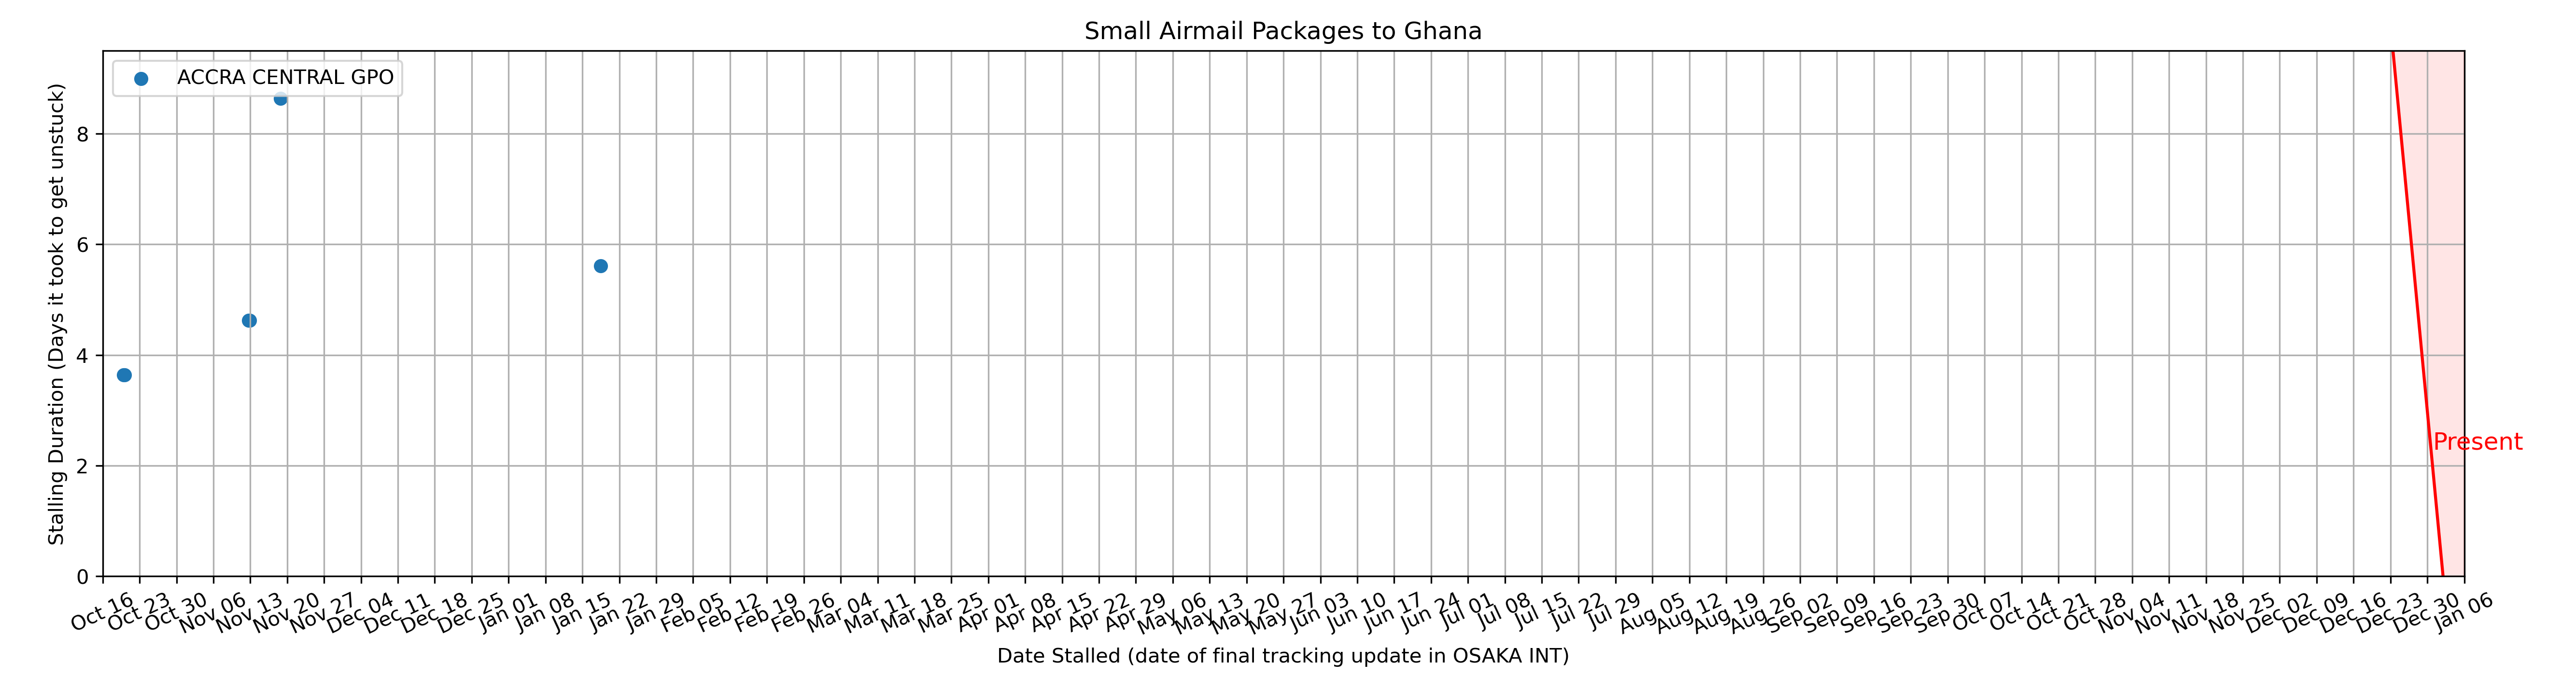 Small Airmail Packages to Ghana
ACCRA CENTRAL GPO
Stalling Duration (Days it took to get unstuck)
8
6
4
2
0
Present
Oct 16
Oct 23
Oct 30
Nov 06
Nov 13
Nov 20
Nov 27
Dec 04
Dec 11
Dec 18
Dec 25
Jan 01
Jan 08
Jan 15
Jan 22
Jan 29
Feb 05
Feb 12
Feb 19
Feb 26
Mar 04
Mar 11
Mar 18
Mar 25
Apr 01
Apr 08
Apr 15
Apr 22
Apr 29
May 06
May 13
May 20
May 27
Jun 03
Jun 10
Jun 17
Jun 24
Jul 01
Jul 08
Jul 15
Jul 22
Jul 29
Aug 05
Aug 12
Aug 19
Aug 26
Sep 02
Sep 09
Sep 16
Sep 23
Sep 30
Oct 07
Oct 14
Oct 21
Oct 28
Nov 04
Nov 11
Nov 18
Nov 25
Dec 02
Dec 09
Dec 16
Dec 23
Dec 30
Jan 06
Date Stalled (date of final tracking update in OSAKA INT)